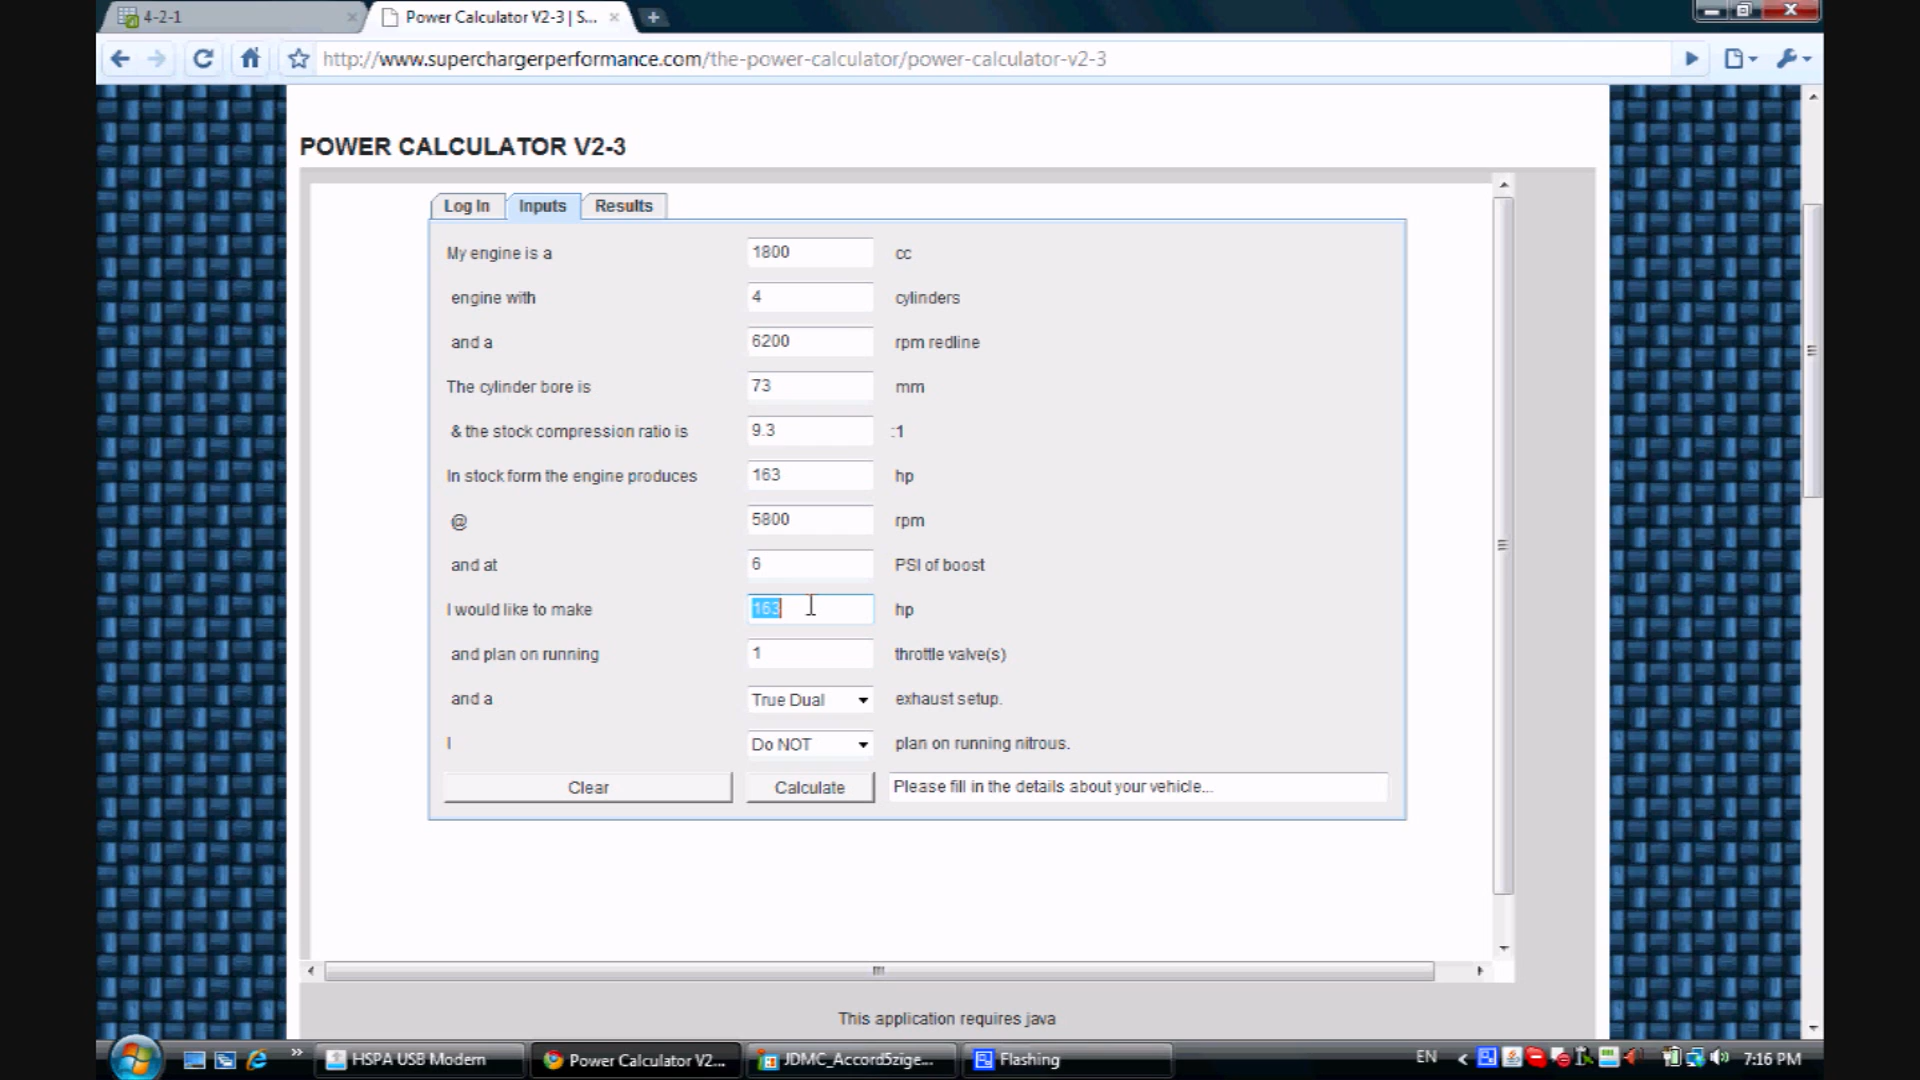 4-2-1
Power Calculator V2-3 | S...
http://www.superchargerperformance.com/the-power-calculator/power-calculator-v2-3
POWER CALCULATOR V2-3
Log In Inputs Results
My engine is a 1800 cc
engine with 4 cylinders
and a 6200 rpm redline
The cylinder bore is 73 mm
& the stock compression ratio is 9.3 :1
In stock form the engine produces 163 hp
@ 5800 rpm
and at 6 PSI of boost
I would like to make 163 hp
and plan on running 1 throttle valve(s)
and a True Dual exhaust setup.
I Do NOT plan on running nitrous.
Clear Calculate Please fill in the details about your vehicle...
This application requires java
HSPA USB Modem Power Calculator V2... JDMC_Accord5zige... Flashing EN 7:16 PM